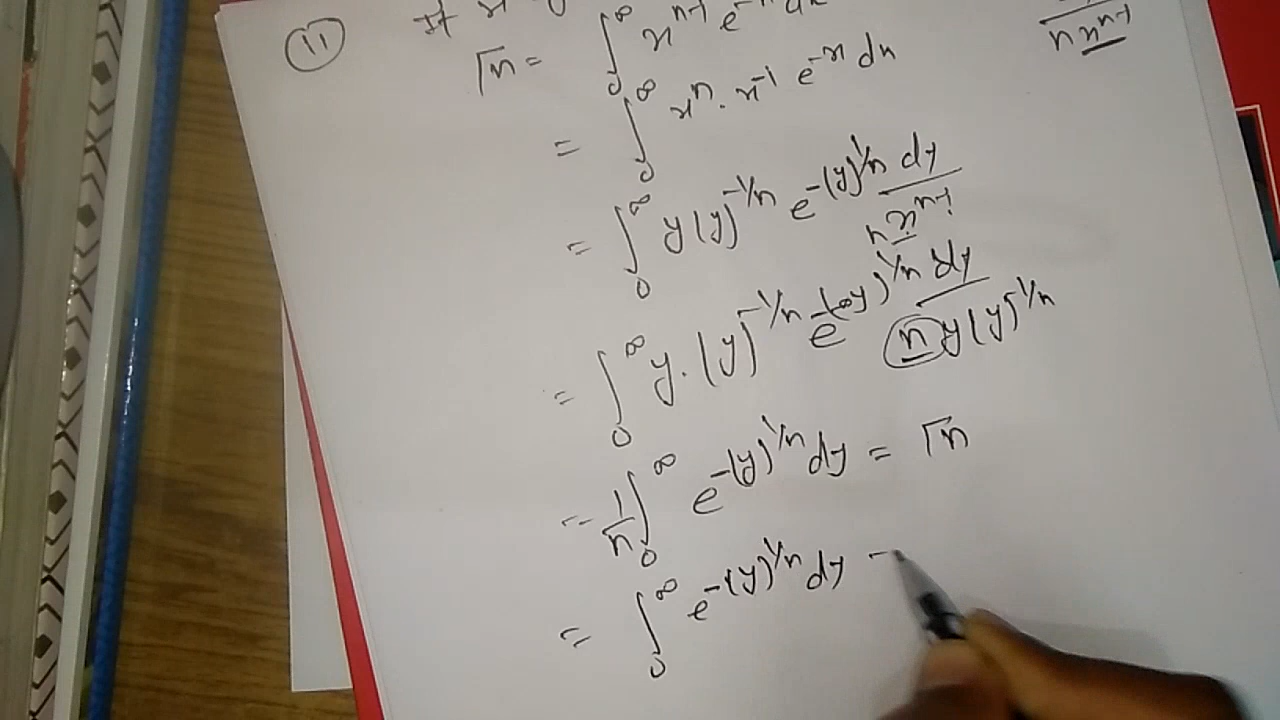 (11)
Γn = ∫₀^∞ x^(n-1) e^(-x) dx
n x^(n-1)
= ∫₀^∞ x^n · x^(-1) e^(-x) dx
= ∫₀^∞ y(y)^(-1/n) e^(-(y)^(1/n)) dy / n x^(n-1)
= ∫₀^∞ y·(y)^(-1/n) e^(-(y)^(1/n)) dy / n y(y)^(-1/n)
= 1/n ∫₀^∞ e^(-(y)^(1/n)) dy = Γn
= ∫₀^∞ e^(-(y)^(1/n)) dy =